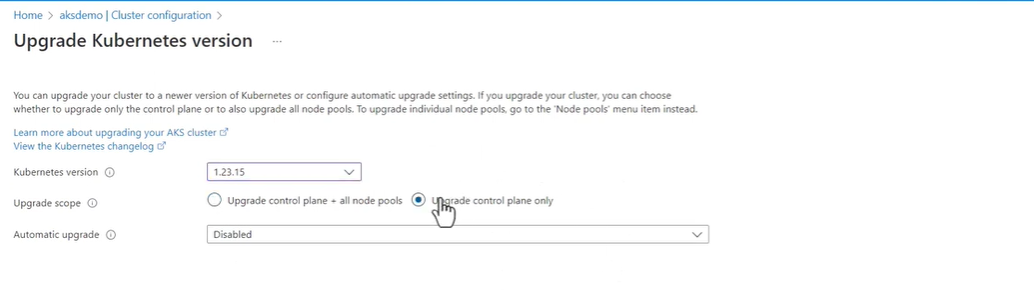 Home > aksdemo | Cluster configuration >
Upgrade Kubernetes version ...
You can upgrade your cluster to a newer version of Kubernetes or configure automatic upgrade settings. If you upgrade your cluster, you can choose
whether to upgrade only the control plane or to also upgrade all node pools. To upgrade individual node pools, go to the 'Node pools' menu item instead.
Learn more about upgrading your AKS cluster
View the Kubernetes changelog
Kubernetes version 1.23.15
Upgrade scope Upgrade control plane + all node pools Upgrade control plane only
Automatic upgrade Disabled